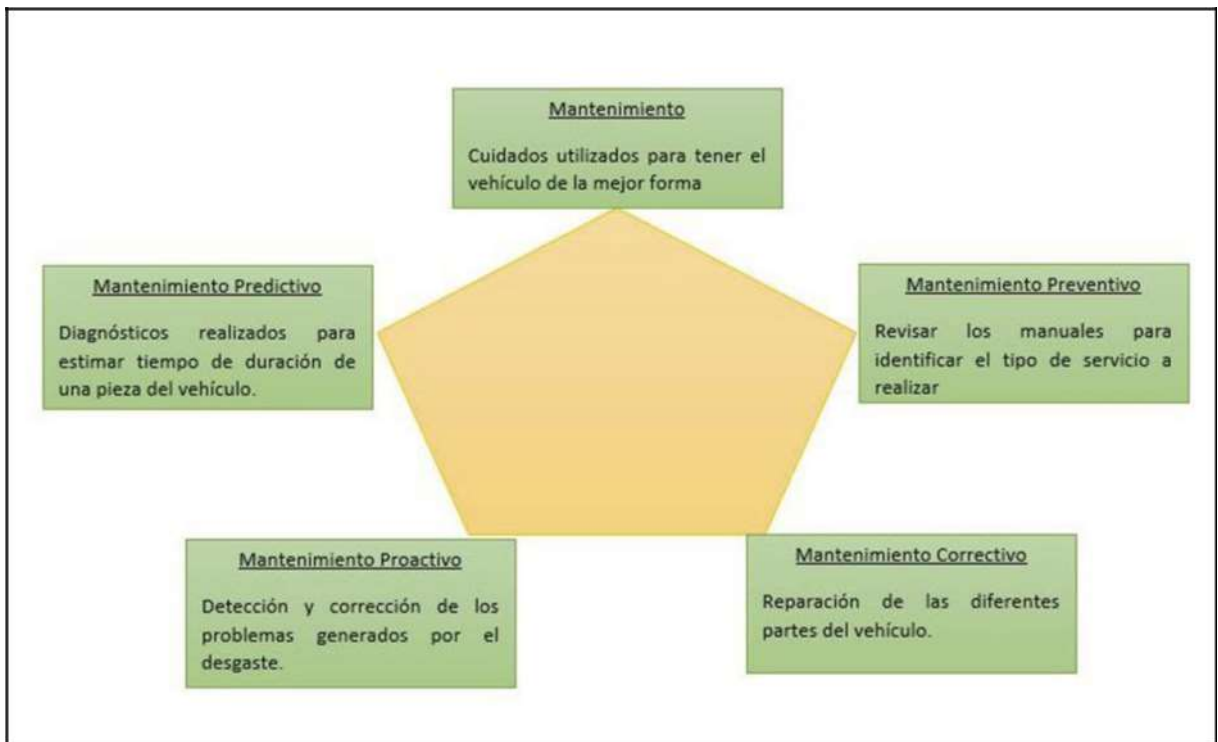 Mantenimiento
Cuidados utilizados para tener el
vehículo de la mejor forma
Mantenimiento Predictivo
Diagnósticos realizados para
estimar tiempo de duración de
una pieza del vehículo.
Mantenimiento Preventivo
Revisar los manuales para
identificar el tipo de servicio a
realizar
Mantenimiento Proactivo
Detección y corrección de los
problemas generados por el
desgaste.
Mantenimiento Correctivo
Reparación de las diferentes
partes del vehículo.